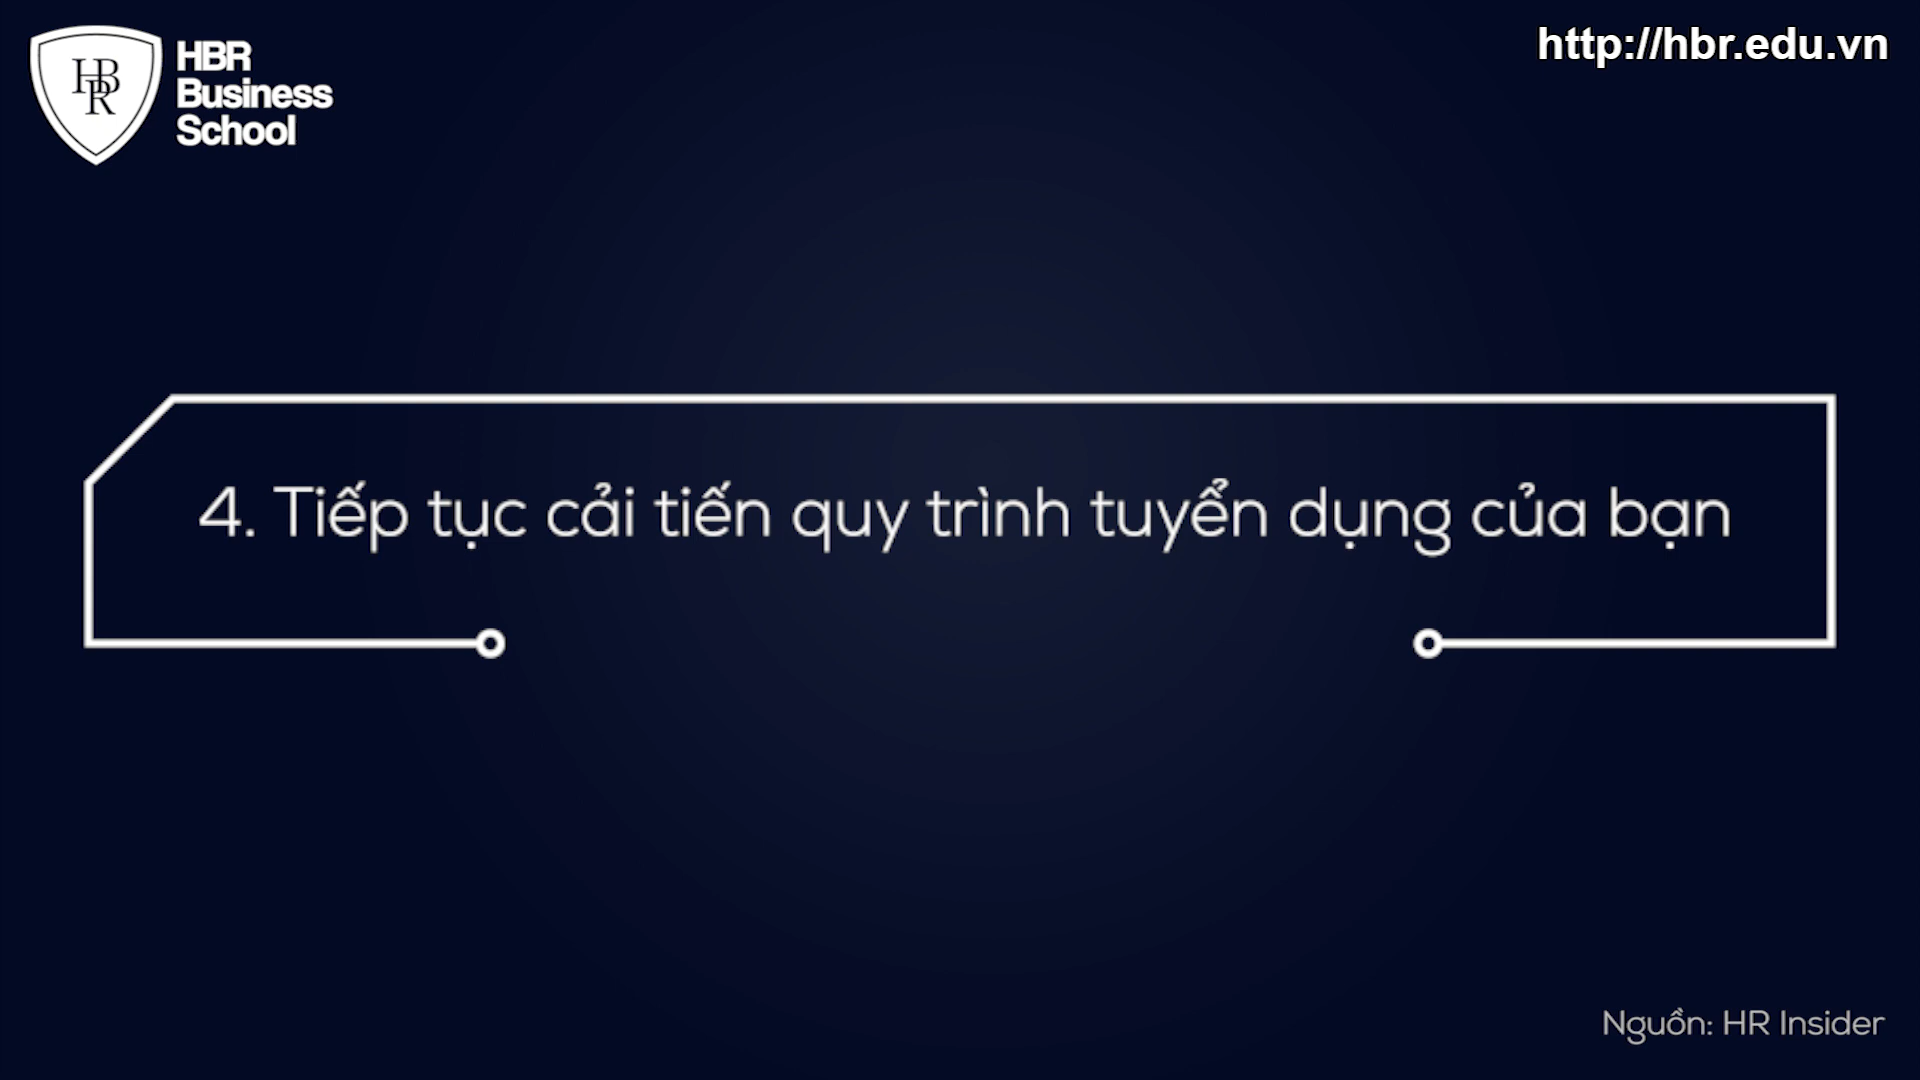 HBR
HBR
Business
School
http://hbr.edu.vn
4. Tiếp tục cải tiến quy trình tuyển dụng của bạn
Nguồn: HR Insider